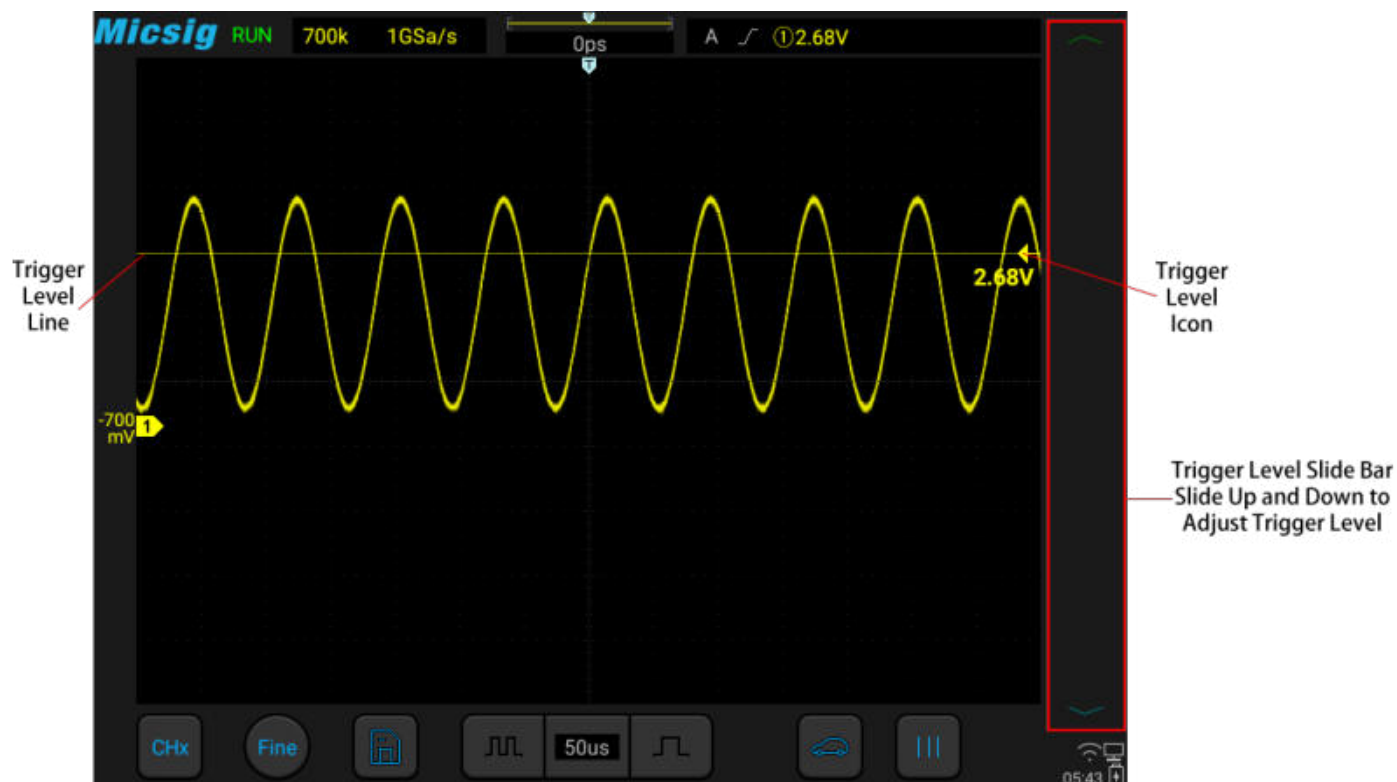 Micsig RUN 700k 1GSa/s 0ps A ①2.68V
T
Trigger
Level
Line
2.68V
Trigger
Level
Icon
-700
mV
1
Trigger Level Slide Bar
Slide Up and Down to
Adjust Trigger Level
CHx Fine 50us
05:43